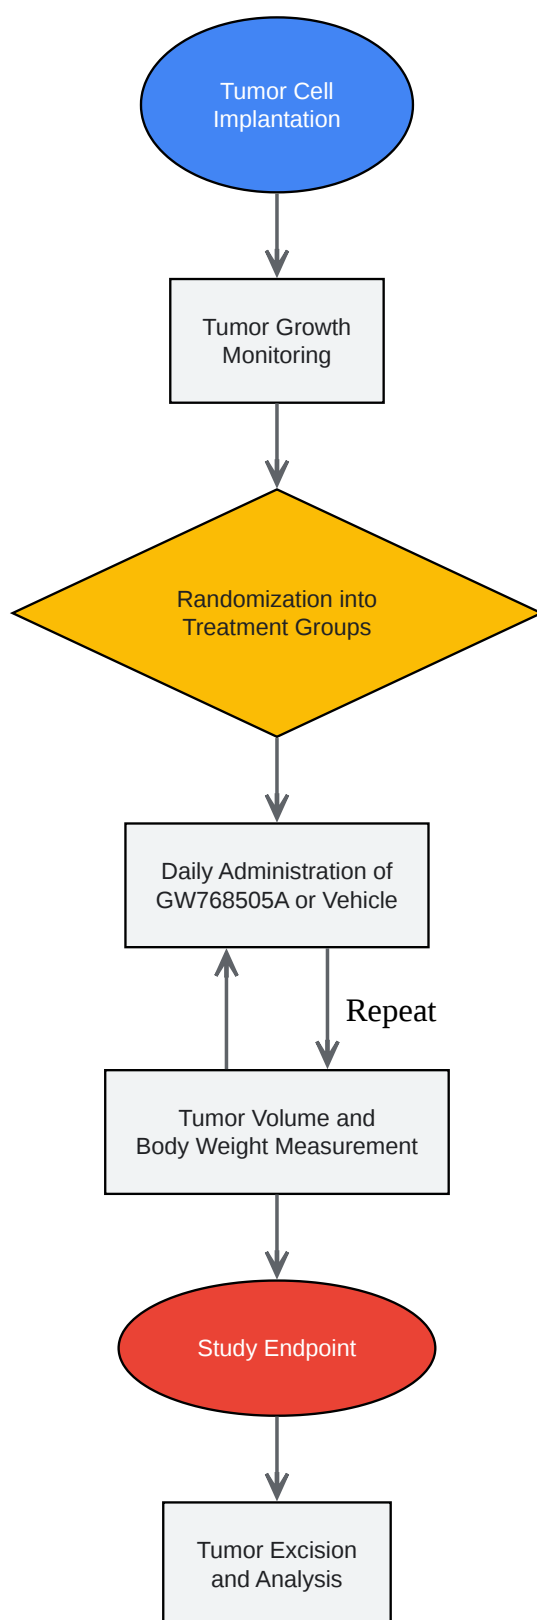 Tumor Cell
Implantation
Tumor Growth
Monitoring
Randomization into
Treatment Groups
Daily Administration of
GW768505A or Vehicle
Repeat
Tumor Volume and
Body Weight Measurement
Study Endpoint
Tumor Excision
and Analysis